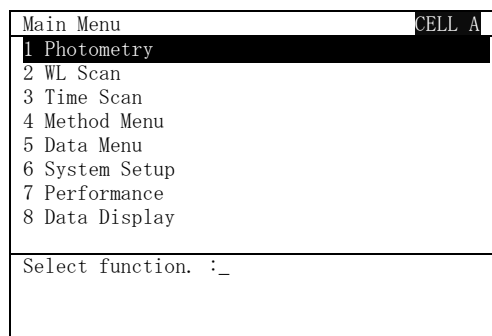 Main Menu CELL A
1 Photometry
2 WL Scan
3 Time Scan
4 Method Menu
5 Data Menu
6 System Setup
7 Performance
8 Data Display
Select function. :_